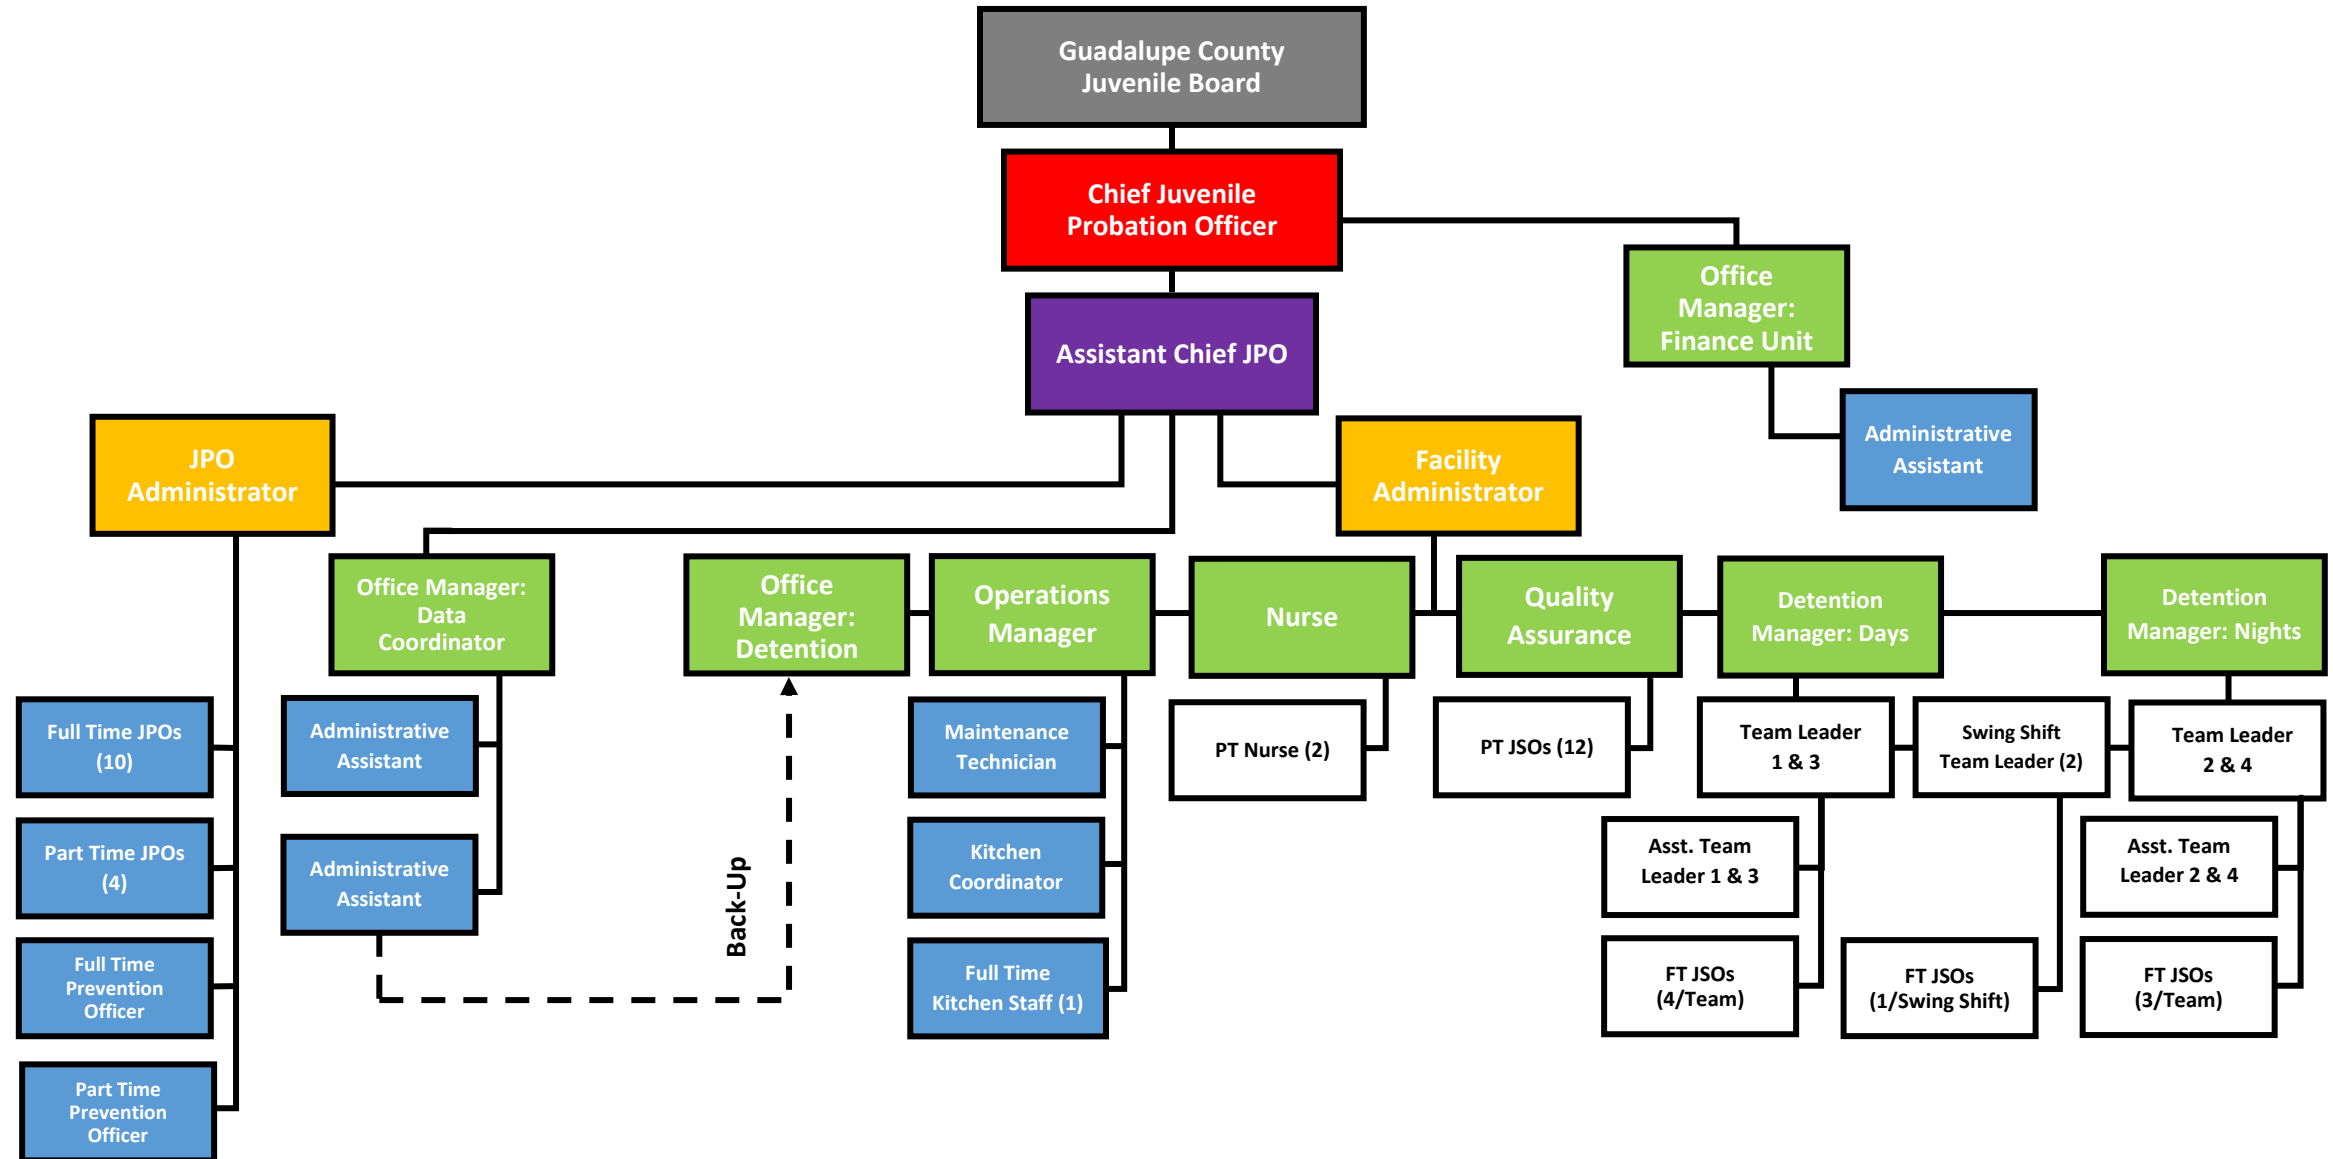 Guadalupe County
Juvenile Board
Chief Juvenile
Probation Officer
Office
Manager:
Finance Unit
Assistant Chief JPO
Administrative
Assistant
JPO
Administrator
Facility
Administrator
Office Manager:
Data
Coordinator
Office
Manager:
Detention
Operations
Manager
Nurse
Quality
Assurance
Detention
Manager: Days
Detention
Manager: Nights
Full Time JPOs
(10)
Administrative
Assistant
Maintenance
Technician
PT Nurse (2)
PT JSOs (12)
Team Leader
1 & 3
Swing Shift
Team Leader (2)
Team Leader
2 & 4
Part Time JPOs
(4)
Administrative
Assistant
Back-Up
Kitchen
Coordinator
Asst. Team
Leader 1 & 3
Asst. Team
Leader 2 & 4
Full Time
Prevention
Officer
Full Time
Kitchen Staff (1)
FT JSOs
(4/Team)
FT JSOs
(1/Swing Shift)
FT JSOs
(3/Team)
Part Time
Prevention
Officer